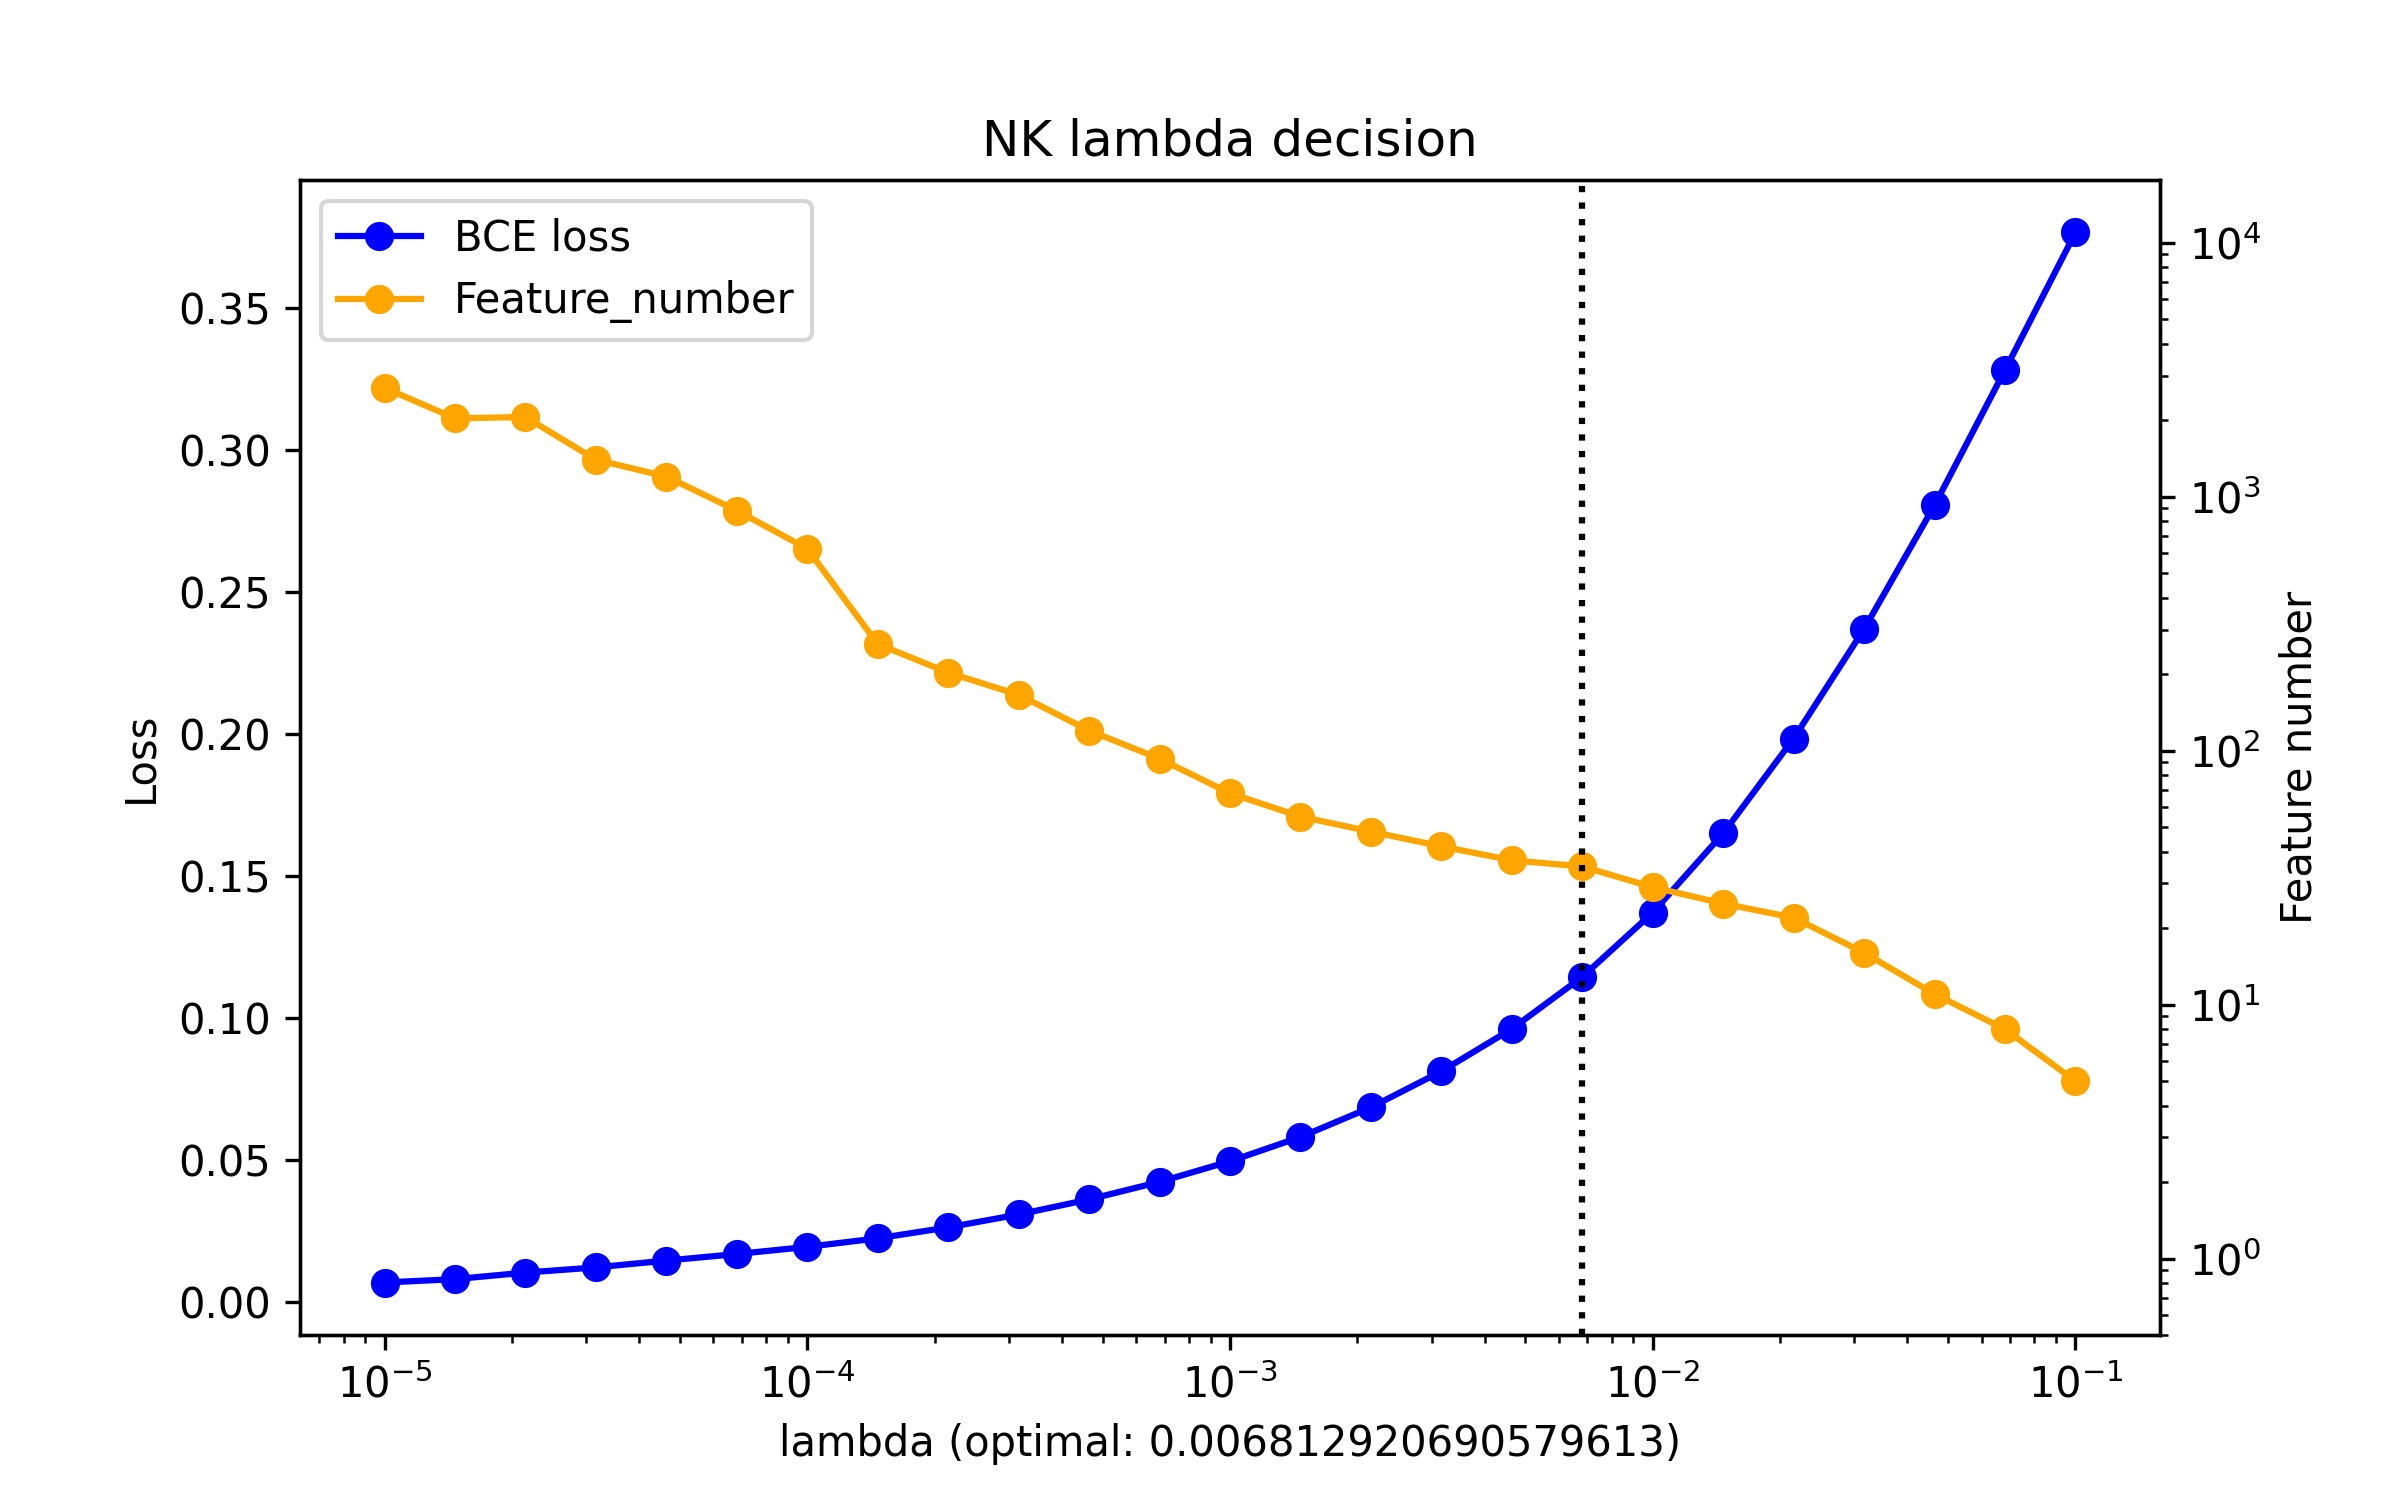 NK lambda decision
BCE loss
Feature_number
0.35
0.30
0.25
0.20
0.15
0.10
0.05
0.00
Loss
10⁴
10³
10²
10¹
10⁰
Feature number
10⁻⁵ 10⁻⁴ 10⁻³ 10⁻² 10⁻¹
lambda (optimal: 0.006812920690579613)